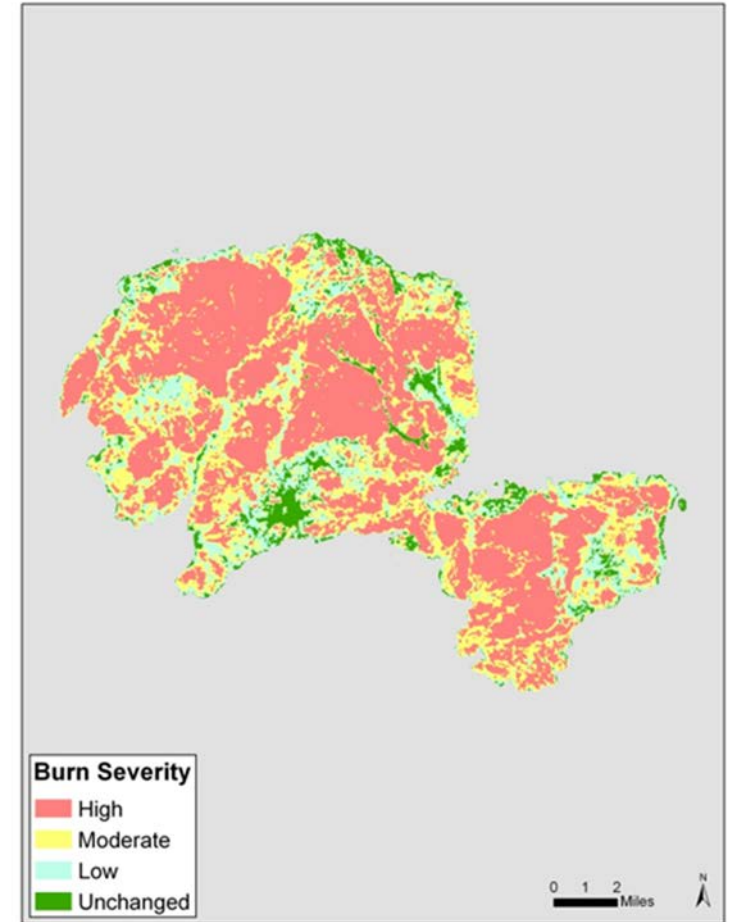 Burn Severity
High
Moderate
Low
Unchanged
0 1 2
Miles
N